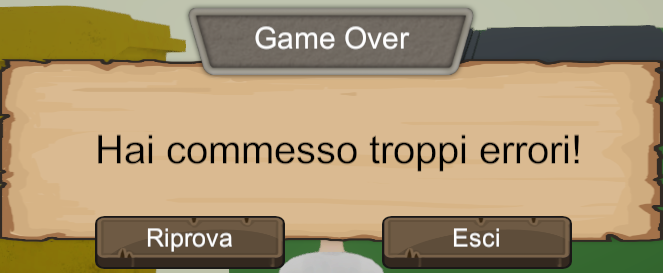 Game Over
Hai commesso troppi errori!
Riprova
Esci